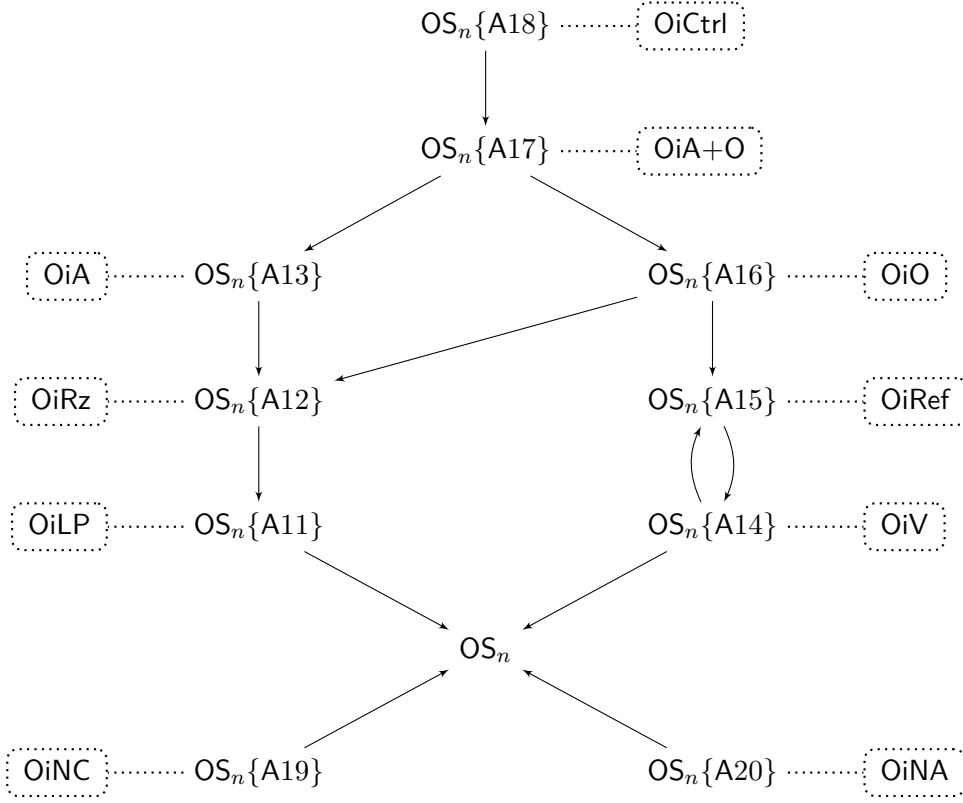 OSₙ{A18} OiCtrl
OSₙ{A17} OiA+O
OiA OSₙ{A13} OSₙ{A16} OiO
OiRz OSₙ{A12} OSₙ{A15} OiRef
OiLP OSₙ{A11} OSₙ{A14} OiV
OSₙ
OiNC OSₙ{A19} OSₙ{A20} OiNA